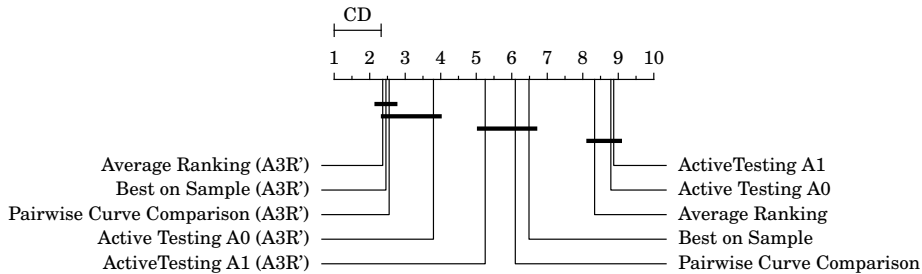 CD
1 2 3 4 5 6 7 8 9 10
Average Ranking (A3R')
Best on Sample (A3R')
Pairwise Curve Comparison (A3R')
Active Testing A0 (A3R')
ActiveTesting A1 (A3R')
ActiveTesting A1
Active Testing A0
Average Ranking
Best on Sample
Pairwise Curve Comparison